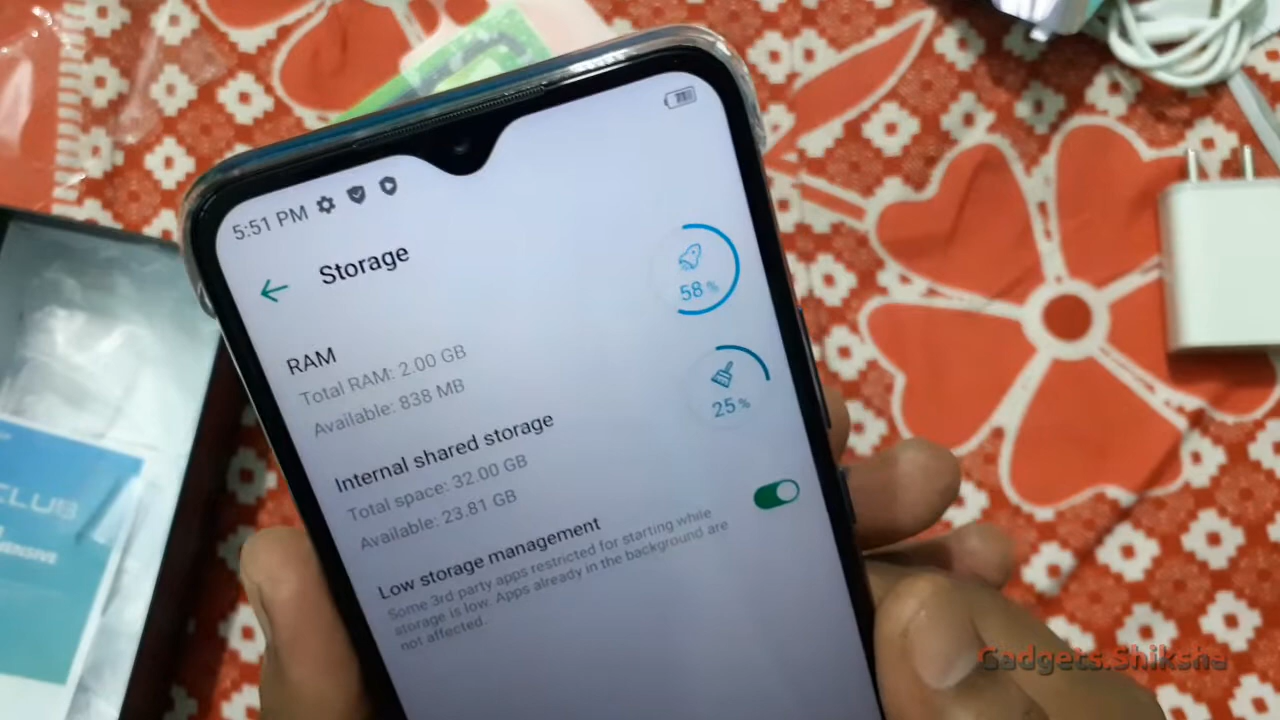 5:51 PM
Storage
58 %
RAM
Total RAM: 2.00 GB
Available: 838 MB
25 %
Internal shared storage
Total space: 32.00 GB
Available: 23.81 GB
Low storage management
Some 3rd party apps restricted for starting while
storage is low. Apps already in the background are
not affected.
CLUB
Gadgets.Shiksha